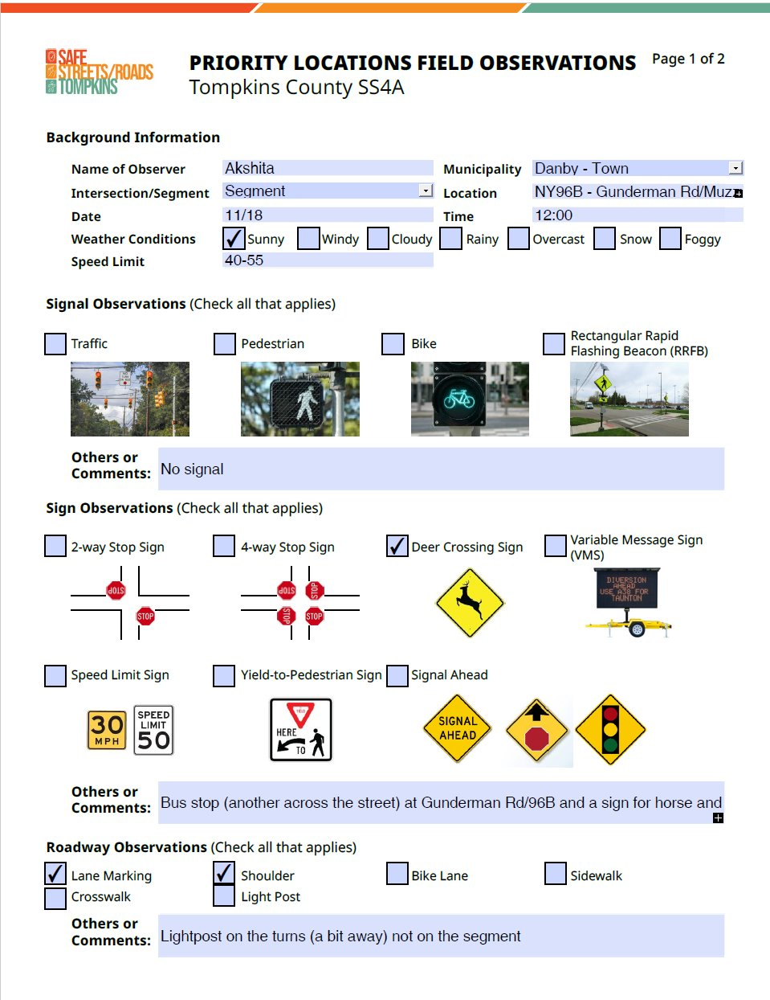 SAFE
STREETS/ROADS
TOMPKINS
PRIORITY LOCATIONS FIELD OBSERVATIONS
Page 1 of 2
Tompkins County SS4A
Background Information
Name of Observer Akshita Municipality Danby - Town
Intersection/Segment Segment Location NY96B - Gunderman Rd/Muzz
Date 11/18 Time 12:00
Weather Conditions Sunny Windy Cloudy Rainy Overcast Snow Foggy
Speed Limit 40-55
Signal Observations (Check all that applies)
Traffic Pedestrian Bike Rectangular Rapid
Flashing Beacon (RRFB)
Others or
Comments: No signal
Sign Observations (Check all that applies)
2-way Stop Sign 4-way Stop Sign Deer Crossing Sign Variable Message Sign
(VMS)
STOP
STOP
STOP
STOP
STOP
STOP
DIVERSION
AHEAD
USE A38 FOR
TAUNTON
Speed Limit Sign Yield-to-Pedestrian Sign Signal Ahead
30
MPH
SPEED
LIMIT
50
YIELD
HERE
TO
SIGNAL
AHEAD
Others or
Comments: Bus stop (another across the street) at Gunderman Rd/96B and a sign for horse and
Roadway Observations (Check all that applies)
Lane Marking Shoulder Bike Lane Sidewalk
Crosswalk Light Post
Others or
Comments: Lightpost on the turns (a bit away) not on the segment